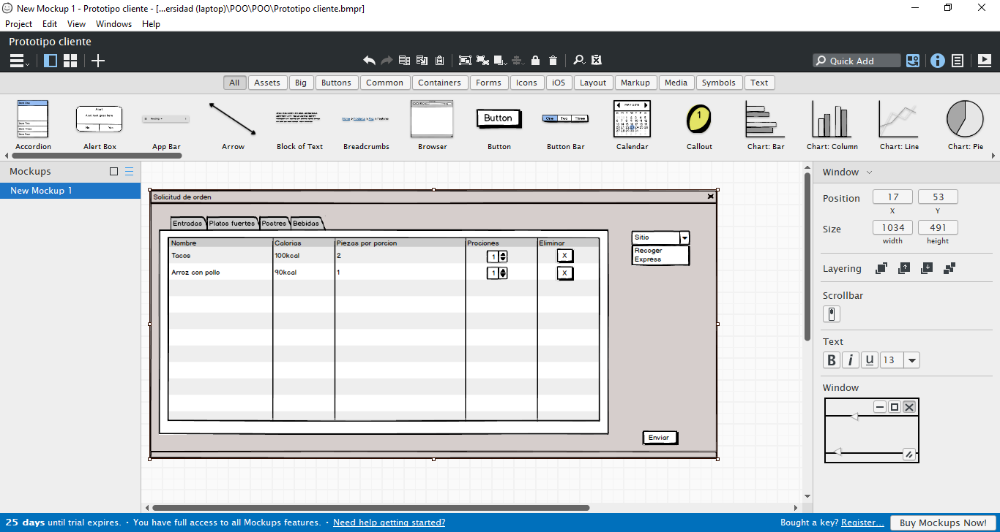 New Mockup 1 - Prototipo cliente - [...ersidad (laptop)\POO\POO\Prototipo cliente.bmpr]
Project Edit View Windows Help
Prototipo cliente
Quick Add
All Assets Big Buttons Common Containers Forms Icons iOS Layout Markup Media Symbols Text
Accordion Alert Box App Bar Arrow Block of Text Breadcrumbs Browser Button Button Bar Calendar Callout Chart: Bar Chart: Column Chart: Line Chart: Pie
Button
1
Mockups
New Mockup 1
Solicitud de orden
Entradas Platos fuertes Postres Bebidas
Nombre Calorias Piezas por porcion Prociones Eliminar
Tacos 100kcal 2 1 X
Arroz con pollo 90kcal 1 1 X
Sitio
Recoger
Express
Enviar
Window
Position 17 53
X Y
Size 1034 491
width height
Layering
Scrollbar
Text
B i U 13
Window
25 days until trial expires. · You have full access to all Mockups features. · Need help getting started?
Bought a key? Register... Buy Mockups Now!